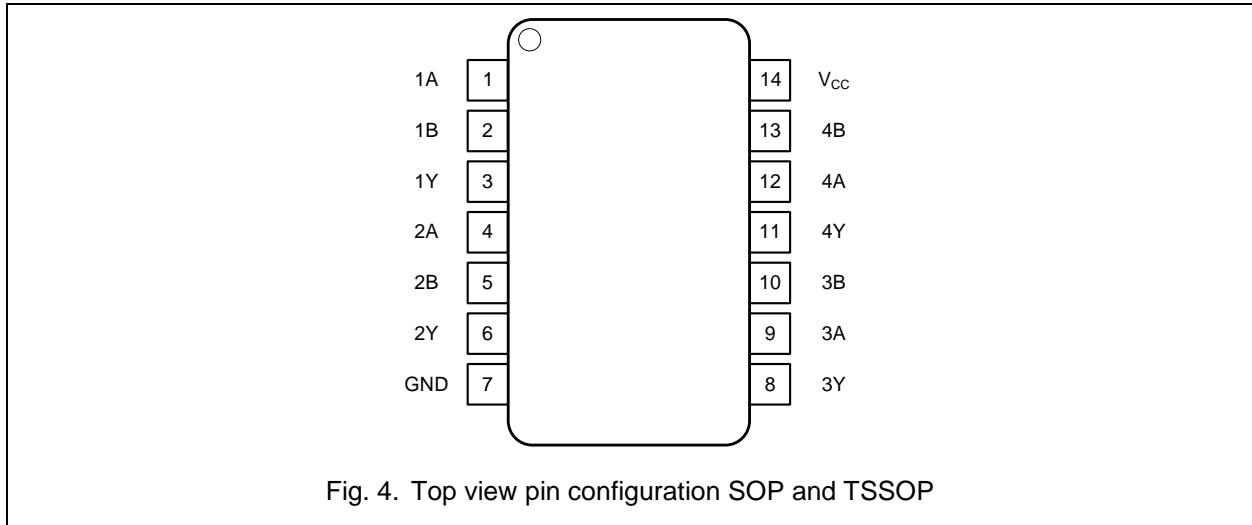 1A 1 14 VCC
1B 2 13 4B
1Y 3 12 4A
2A 4 11 4Y
2B 5 10 3B
2Y 6 9 3A
GND 7 8 3Y
Fig. 4. Top view pin configuration SOP and TSSOP